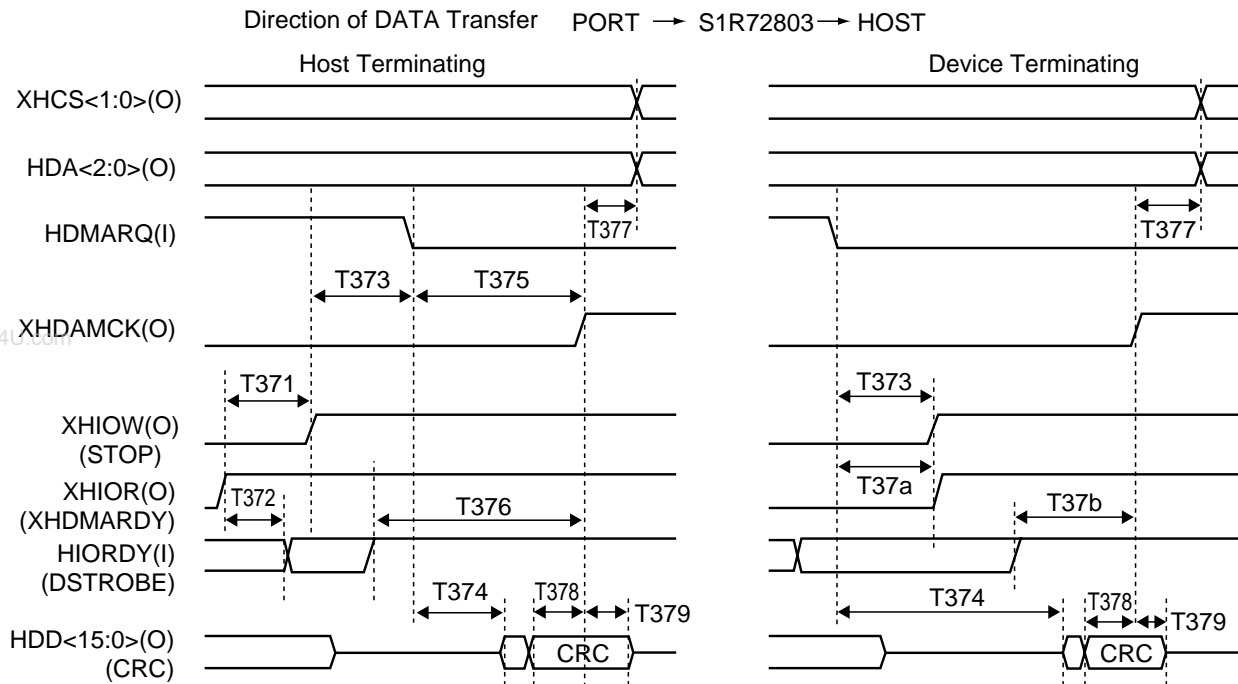 Direction of DATA Transfer PORT → S1R72803 → HOST
Host Terminating
Device Terminating
XHCS<1:0>(O)
HDA<2:0>(O)
HDMARQ(I)
T377
T377
T373
T375
4U.com
XHDAMCK(O)
T371
T373
XHIOW(O)
(STOP)
T37a
XHIOR(O)
(XHDMARDY)
T372
T376
T37b
HIORDY(I)
(DSTROBE)
T374
T378
T379
T374
T378
T379
HDD<15:0>(O)
(CRC)
CRC
CRC